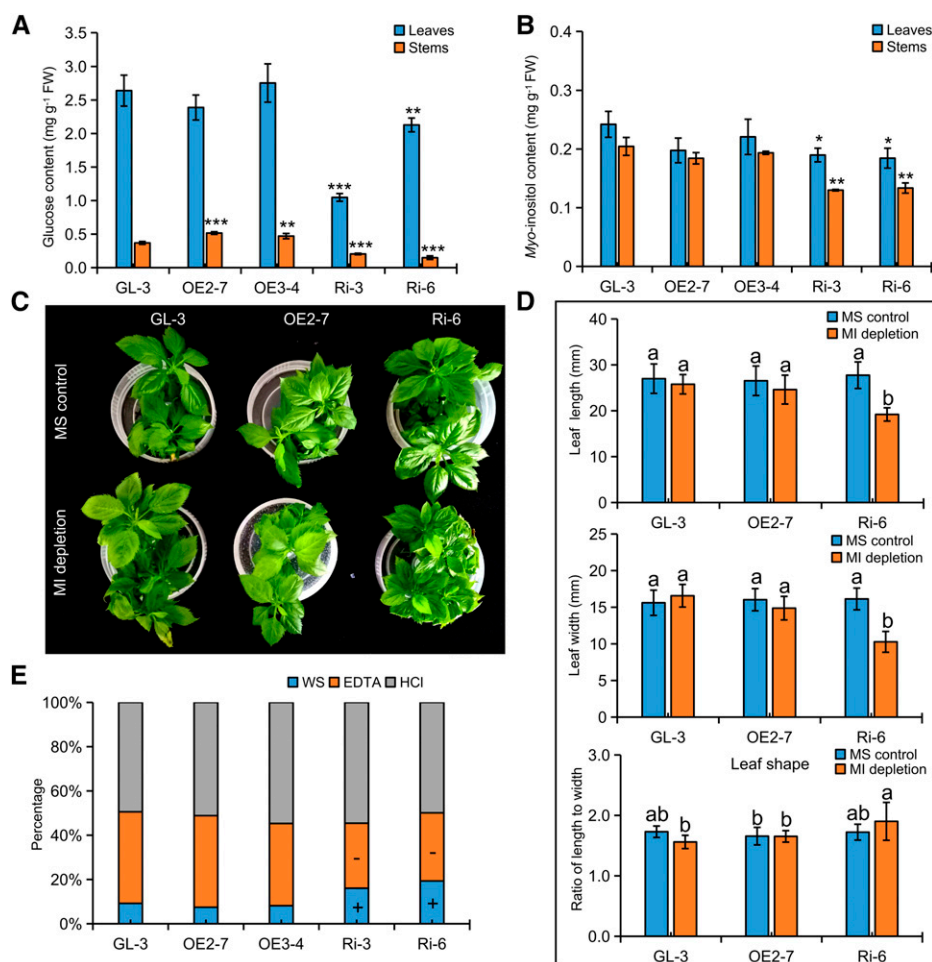 A
Leaves
Stems
Glucose content (mg g⁻¹ FW)
3.5
3.0
2.5
2.0
1.5
1.0
0.5
0.0
***
**
***
***
**
***
GL-3 OE2-7 OE3-4 Ri-3 Ri-6
B
Leaves
Stems
Myo-inositol content (mg g⁻¹ FW)
0.4
0.3
0.2
0.1
0
*
**
*
**
GL-3 OE2-7 OE3-4 Ri-3 Ri-6
C
GL-3 OE2-7 Ri-6
MS control
MI depletion
D
MS control
MI depletion
Leaf length (mm)
40
30
20
10
0
a a a a a b
GL-3 OE2-7 Ri-6
MS control
MI depletion
Leaf width (mm)
25
20
15
10
5
0
a a a a a b
GL-3 OE2-7 Ri-6
Leaf shape
MS control
MI depletion
Ratio of length to width
3.0
2.0
1.0
0.0
ab b b b ab a
GL-3 OE2-7 Ri-6
E
WS EDTA HCl
Percentage
100%
80%
60%
40%
20%
0%
- -
+ +
GL-3 OE2-7 OE3-4 Ri-3 Ri-6